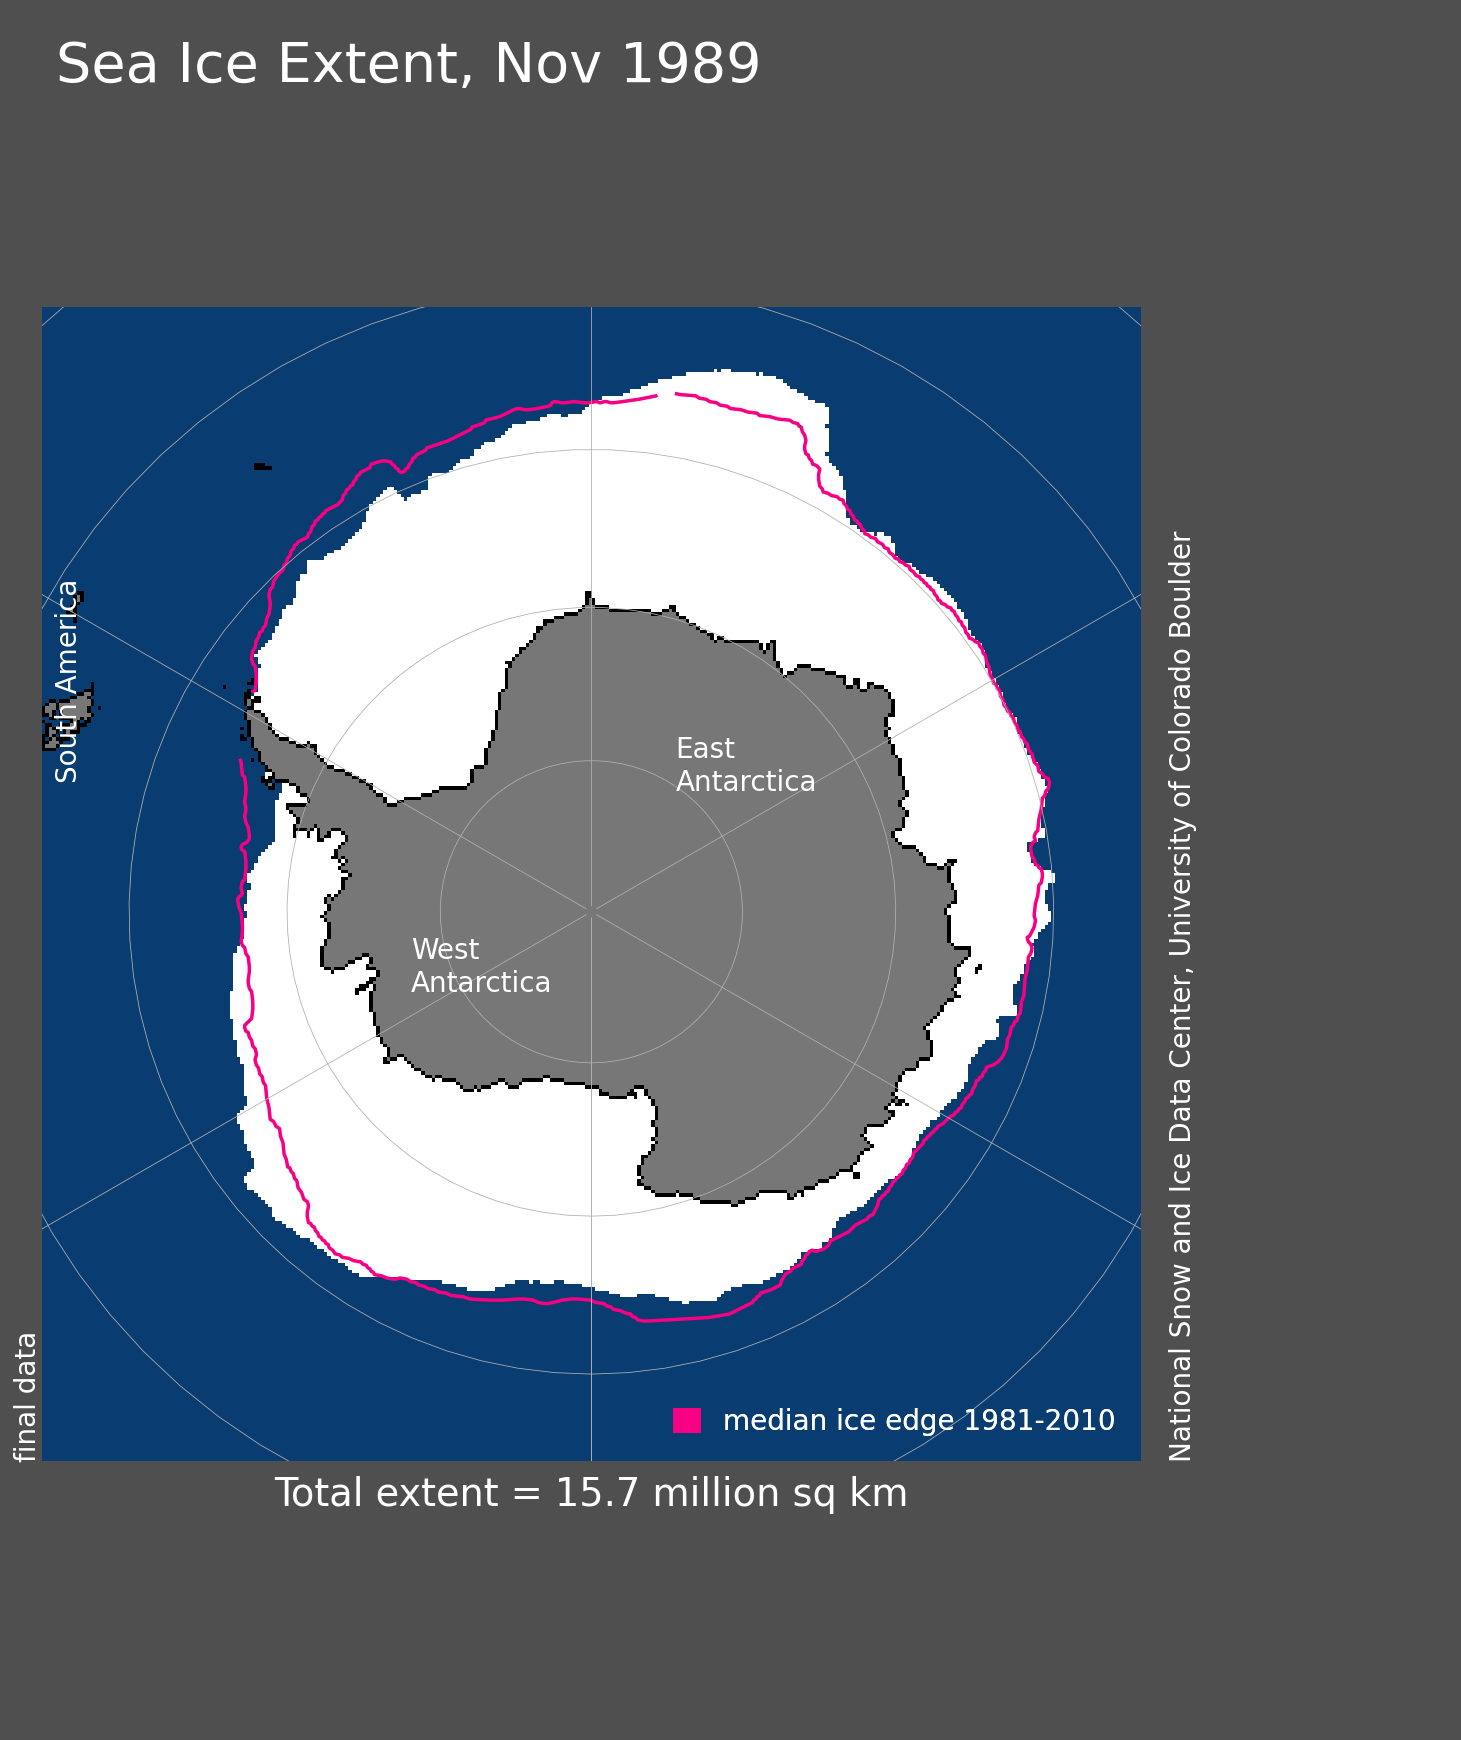 Sea Ice Extent, Nov 1989
South America
East
Antarctica
West
Antarctica
National Snow and Ice Data Center, University of Colorado Boulder
final data
median ice edge 1981-2010
Total extent = 15.7 million sq km